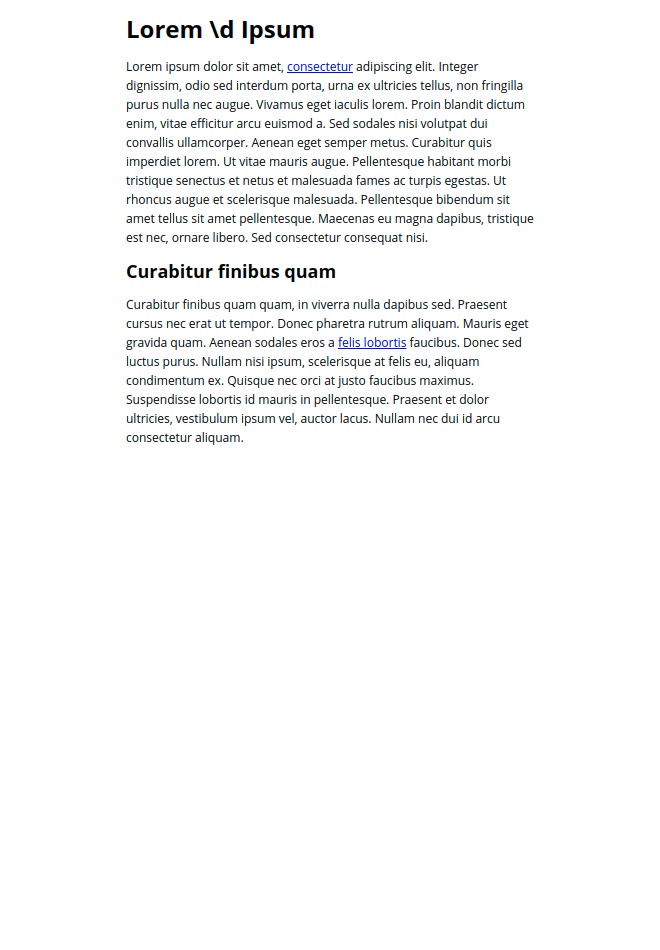 Lorem \d Ipsum
Lorem ipsum dolor sit amet, consectetur adipiscing elit. Integer
dignissim, odio sed interdum porta, urna ex ultricies tellus, non fringilla
purus nulla nec augue. Vivamus eget iaculis lorem. Proin blandit dictum
enim, vitae efficitur arcu euismod a. Sed sodales nisi volutpat dui
convallis ullamcorper. Aenean eget semper metus. Curabitur quis
imperdiet lorem. Ut vitae mauris augue. Pellentesque habitant morbi
tristique senectus et netus et malesuada fames ac turpis egestas. Ut
rhoncus augue et scelerisque malesuada. Pellentesque bibendum sit
amet tellus sit amet pellentesque. Maecenas eu magna dapibus, tristique
est nec, ornare libero. Sed consectetur consequat nisi.
Curabitur finibus quam
Curabitur finibus quam quam, in viverra nulla dapibus sed. Praesent
cursus nec erat ut tempor. Donec pharetra rutrum aliquam. Mauris eget
gravida quam. Aenean sodales eros a felis lobortis faucibus. Donec sed
luctus purus. Nullam nisi ipsum, scelerisque at felis eu, aliquam
condimentum ex. Quisque nec orci at justo faucibus maximus.
Suspendisse lobortis id mauris in pellentesque. Praesent et dolor
ultricies, vestibulum ipsum vel, auctor lacus. Nullam nec dui id arcu
consectetur aliquam.